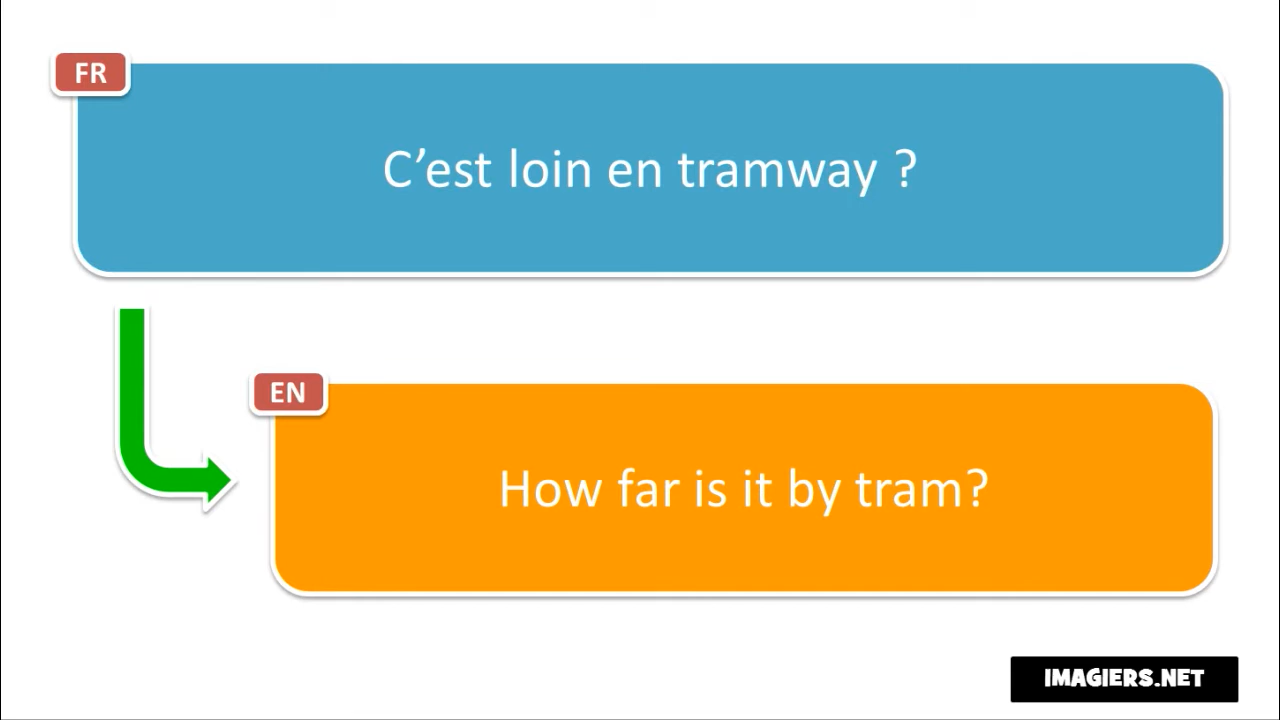 FR
C’est loin en tramway ?
EN
How far is it by tram?
IMAGIERS.NET